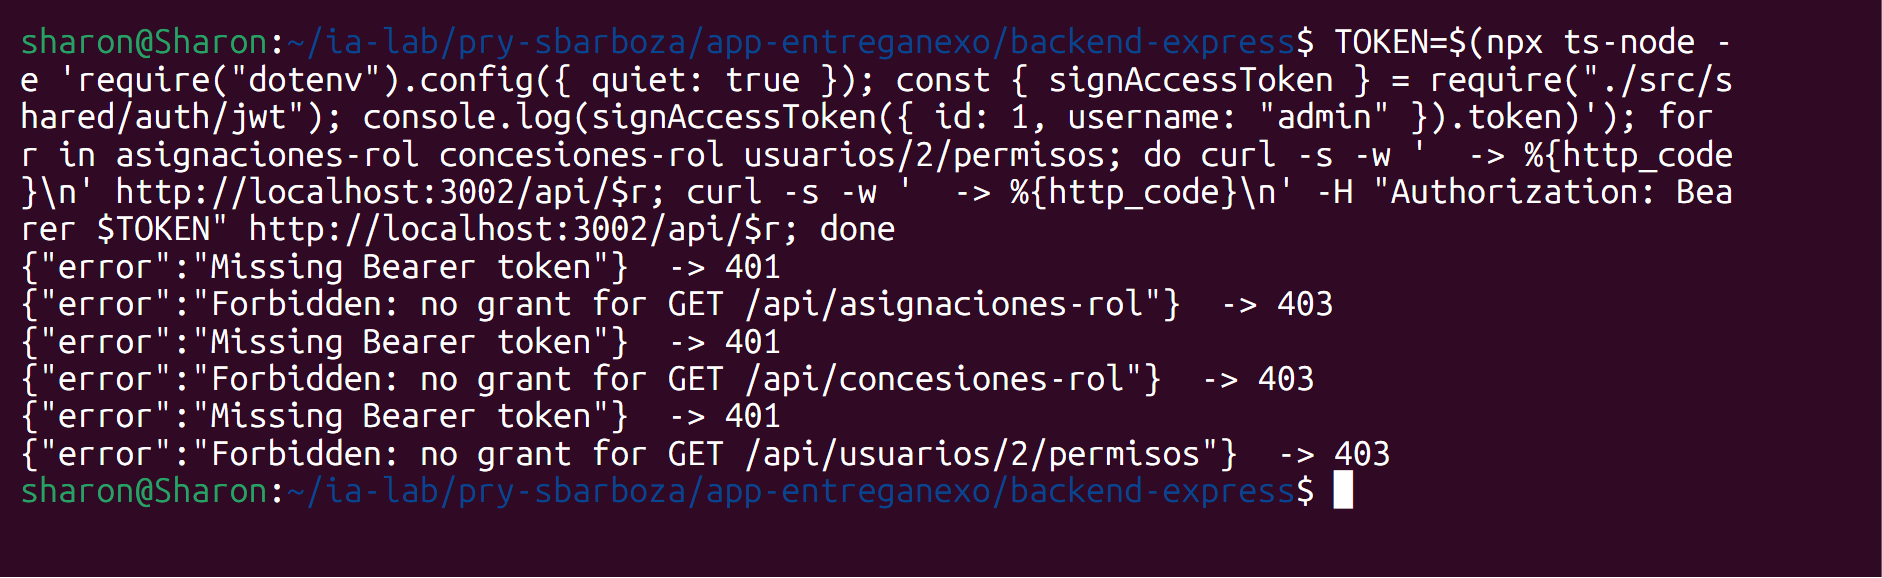 sharon@Sharon:~/ia-lab/pry-sbarboza/app-entreganexo/backend-express$ TOKEN=$(npx ts-node -
e 'require("dotenv").config({ quiet: true }); const { signAccessToken } = require("./src/s
hared/auth/jwt"); console.log(signAccessToken({ id: 1, username: "admin" }).token)'); for
r in asignaciones-rol concesiones-rol usuarios/2/permisos; do curl -s -w '  -> %{http_code
}\n' http://localhost:3002/api/$r; curl -s -w '  -> %{http_code}\n' -H "Authorization: Bea
rer $TOKEN" http://localhost:3002/api/$r; done
{"error":"Missing Bearer token"}  -> 401
{"error":"Forbidden: no grant for GET /api/asignaciones-rol"}  -> 403
{"error":"Missing Bearer token"}  -> 401
{"error":"Forbidden: no grant for GET /api/concesiones-rol"}  -> 403
{"error":"Missing Bearer token"}  -> 401
{"error":"Forbidden: no grant for GET /api/usuarios/2/permisos"}  -> 403
sharon@Sharon:~/ia-lab/pry-sbarboza/app-entreganexo/backend-express$